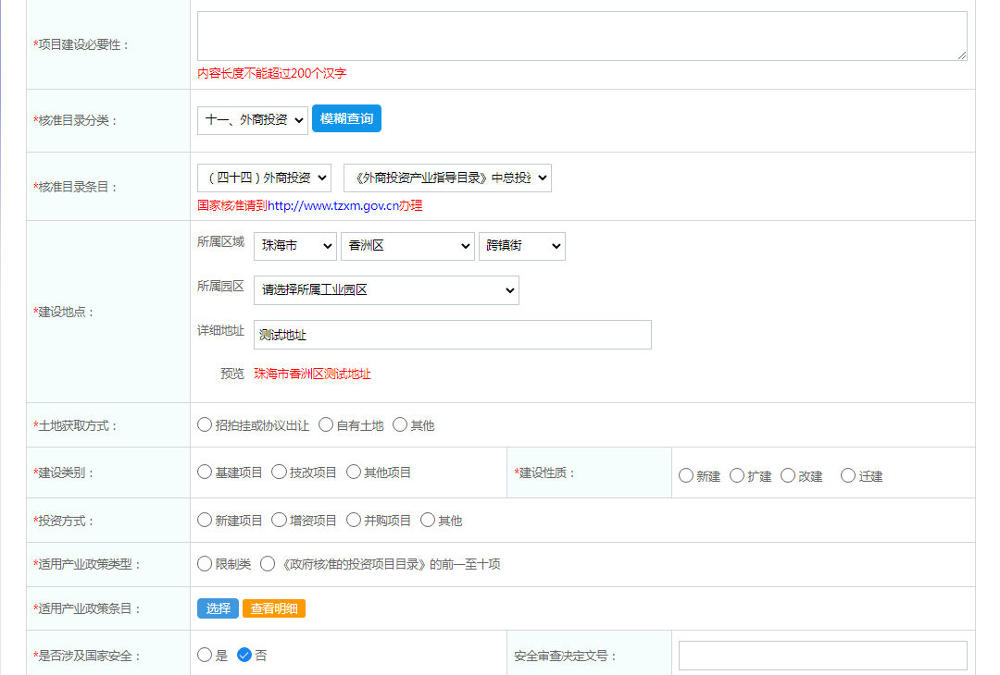 *项目建设必要性：
内容长度不能超过200个汉字
*核准目录分类： 十一、外商投资 模糊查询
*核准目录条目： （四十四）外商投资 《外商投资产业指导目录》中总投
国家核准请到http://www.tzxm.gov.cn办理
*建设地点： 所属区域 珠海市 香洲区 跨镇街
所属园区 请选择所属工业园区
详细地址 测试地址
预览 珠海市香洲区测试地址
*土地获取方式： 招拍挂或协议出让 自有土地 其他
*建设类别： 基建项目 技改项目 其他项目 *建设性质： 新建 扩建 改建 迁建
*投资方式： 新建项目 增资项目 并购项目 其他
*适用产业政策类型： 限制类 《政府核准的投资项目目录》的前一至十项
*适用产业政策条目： 选择 查看明细
*是否涉及国家安全： 是 否 安全审查决定文号：